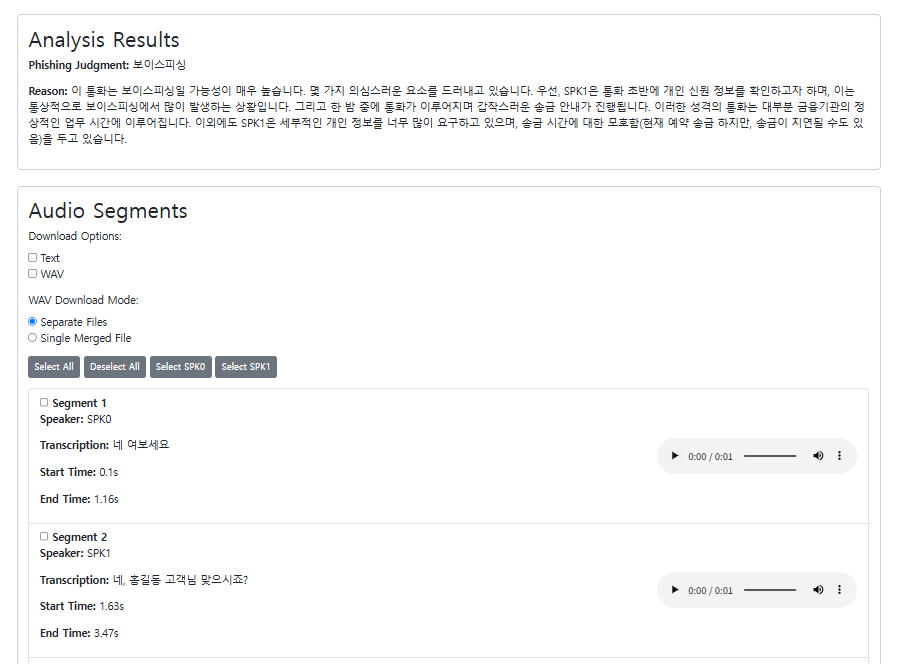 Analysis Results
Phishing Judgment: 보이스피싱
Reason: 이 통화는 보이스피싱일 가능성이 매우 높습니다. 몇 가지 의심스러운 요소를 드러내고 있습니다. 우선, SPK1은 통화 초반에 개인 신원 정보를 확인하고자 하며, 이는
통상적으로 보이스피싱에서 많이 발생하는 상황입니다. 그리고 한 밤 중에 통화가 이루어지며 갑작스러운 송금 안내가 진행됩니다. 이러한 성격의 통화는 대부분 금융기관의 정
상적인 업무 시간에 이루어집니다. 이외에도 SPK1은 세부적인 개인 정보를 너무 많이 요구하고 있으며, 송금 시간에 대한 모호함(현재 예약 송금 하지만, 송금이 지연될 수도 있
음)을 두고 있습니다.
Audio Segments
Download Options:
Text
WAV
WAV Download Mode:
Separate Files
Single Merged File
Select All Deselect All Select SPK0 Select SPK1
Segment 1
Speaker: SPK0
Transcription: 네 여보세요
0:00 / 0:01
Start Time: 0.1s
End Time: 1.16s
Segment 2
Speaker: SPK1
Transcription: 네, 홍길동 고객님 맞으시죠?
0:00 / 0:01
Start Time: 1.63s
End Time: 3.47s